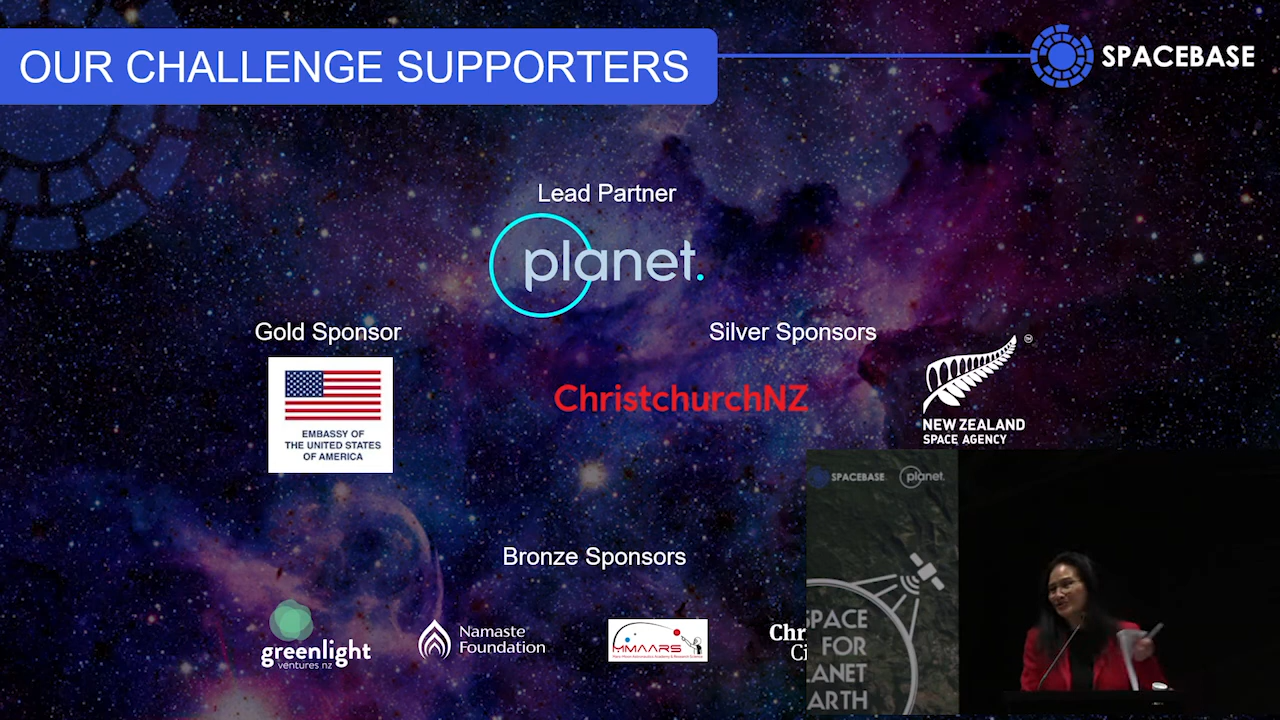 OUR CHALLENGE SUPPORTERS
SPACEBASE
Lead Partner
planet.
Gold Sponsor
Silver Sponsors
EMBASSY OF
THE UNITED STATES
OF AMERICA
ChristchurchNZ
NEW ZEALAND
SPACE AGENCY
TM
SPACEBASE
planet.
Bronze Sponsors
greenlight
ventures nz
Namaste
Foundation
MMAARS
Chr
Ci
SPACE
FOR
LANET
ARTH